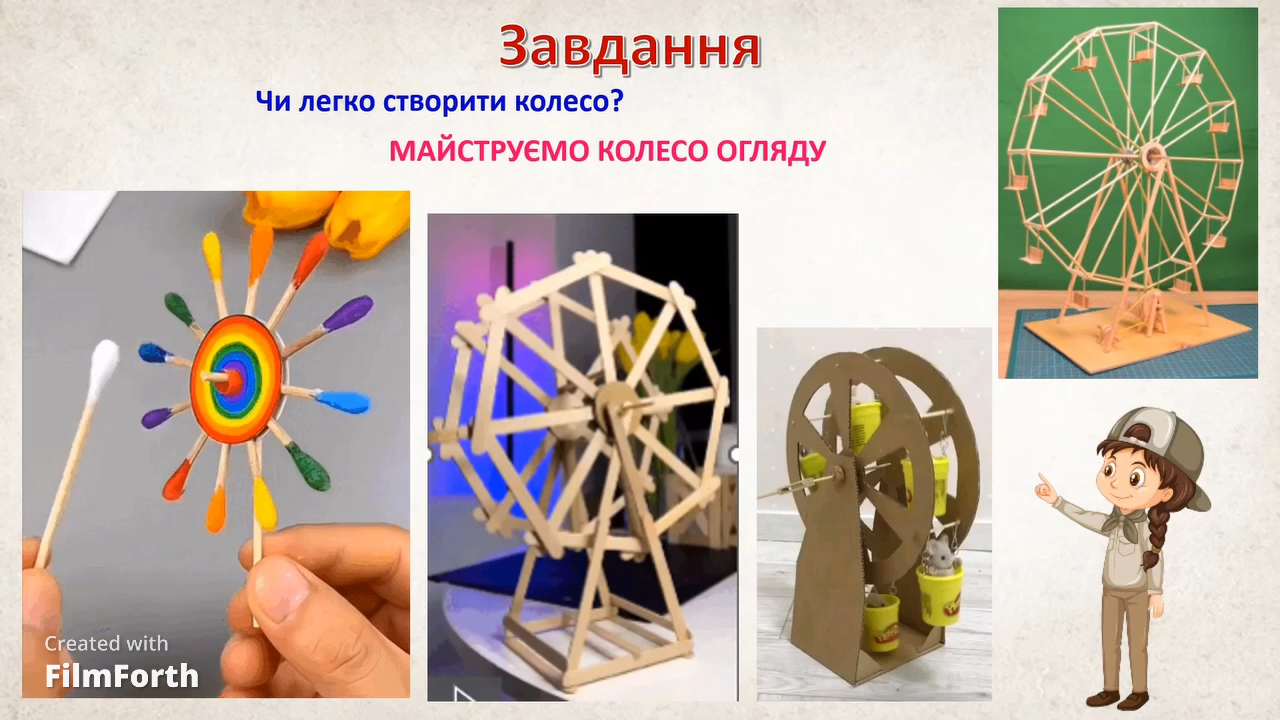 Завдання
Чи легко створити колесо?
МАЙСТРУЄМО КОЛЕСО ОГЛЯДУ
Created with
FilmForth